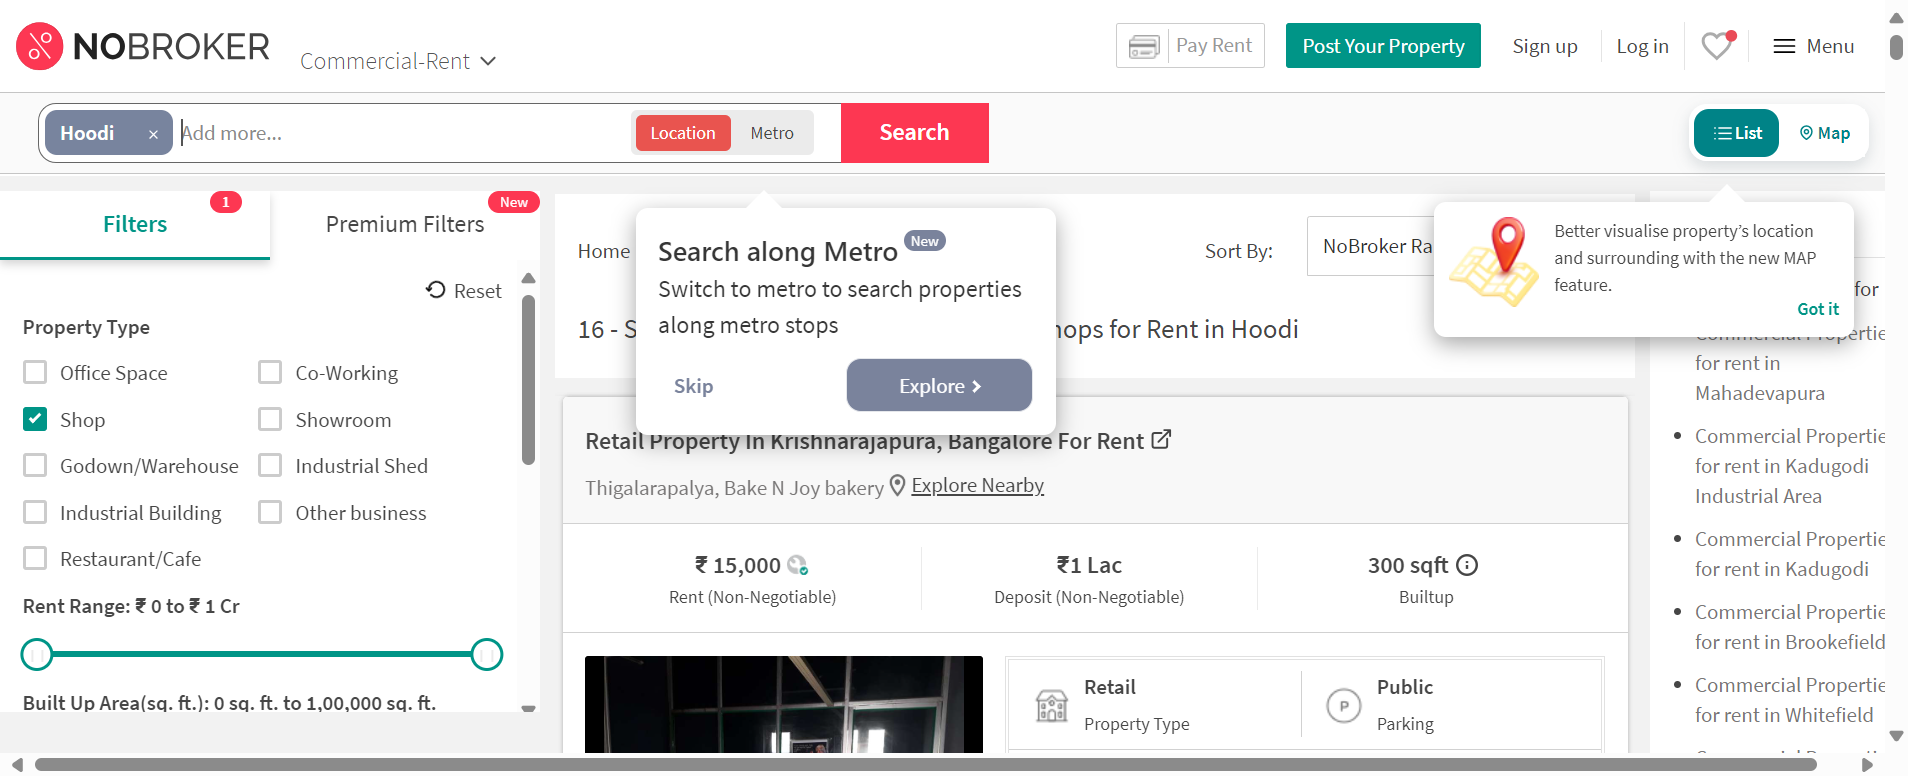 NOBROKER
Commercial-Rent
Pay Rent
Post Your Property
Sign up
Log in
Menu
Hoodi ×
Add more...
Location
Metro
Search
List
Map
Filters
1
Premium Filters
New
Reset
Property Type
Office Space
Co-Working
Shop
Showroom
Godown/Warehouse
Industrial Shed
Industrial Building
Other business
Restaurant/Cafe
Rent Range: ₹ 0 to ₹ 1 Cr
Built Up Area(sq. ft.): 0 sq. ft. to 1,00,000 sq. ft.
Home
Sort By:
NoBroker Ra
16 - S
hops for Rent in Hoodi
Search along Metro New
Switch to metro to search properties
along metro stops
Skip
Explore
Better visualise property's location
and surrounding with the new MAP
feature.
Got it
Retail Property In Krishnarajapura, Bangalore For Rent
Thigalarapalya, Bake N Joy bakery
Explore Nearby
₹ 15,000
Rent (Non-Negotiable)
₹1 Lac
Deposit (Non-Negotiable)
300 sqft
Builtup
Retail
Property Type
P
Public
Parking
for
Commercial Propertie
for rent in
Mahadevapura
Commercial Propertie
for rent in Kadugodi
Industrial Area
Commercial Propertie
for rent in Kadugodi
Commercial Propertie
for rent in Brookefield
Commercial Propertie
for rent in Whitefield